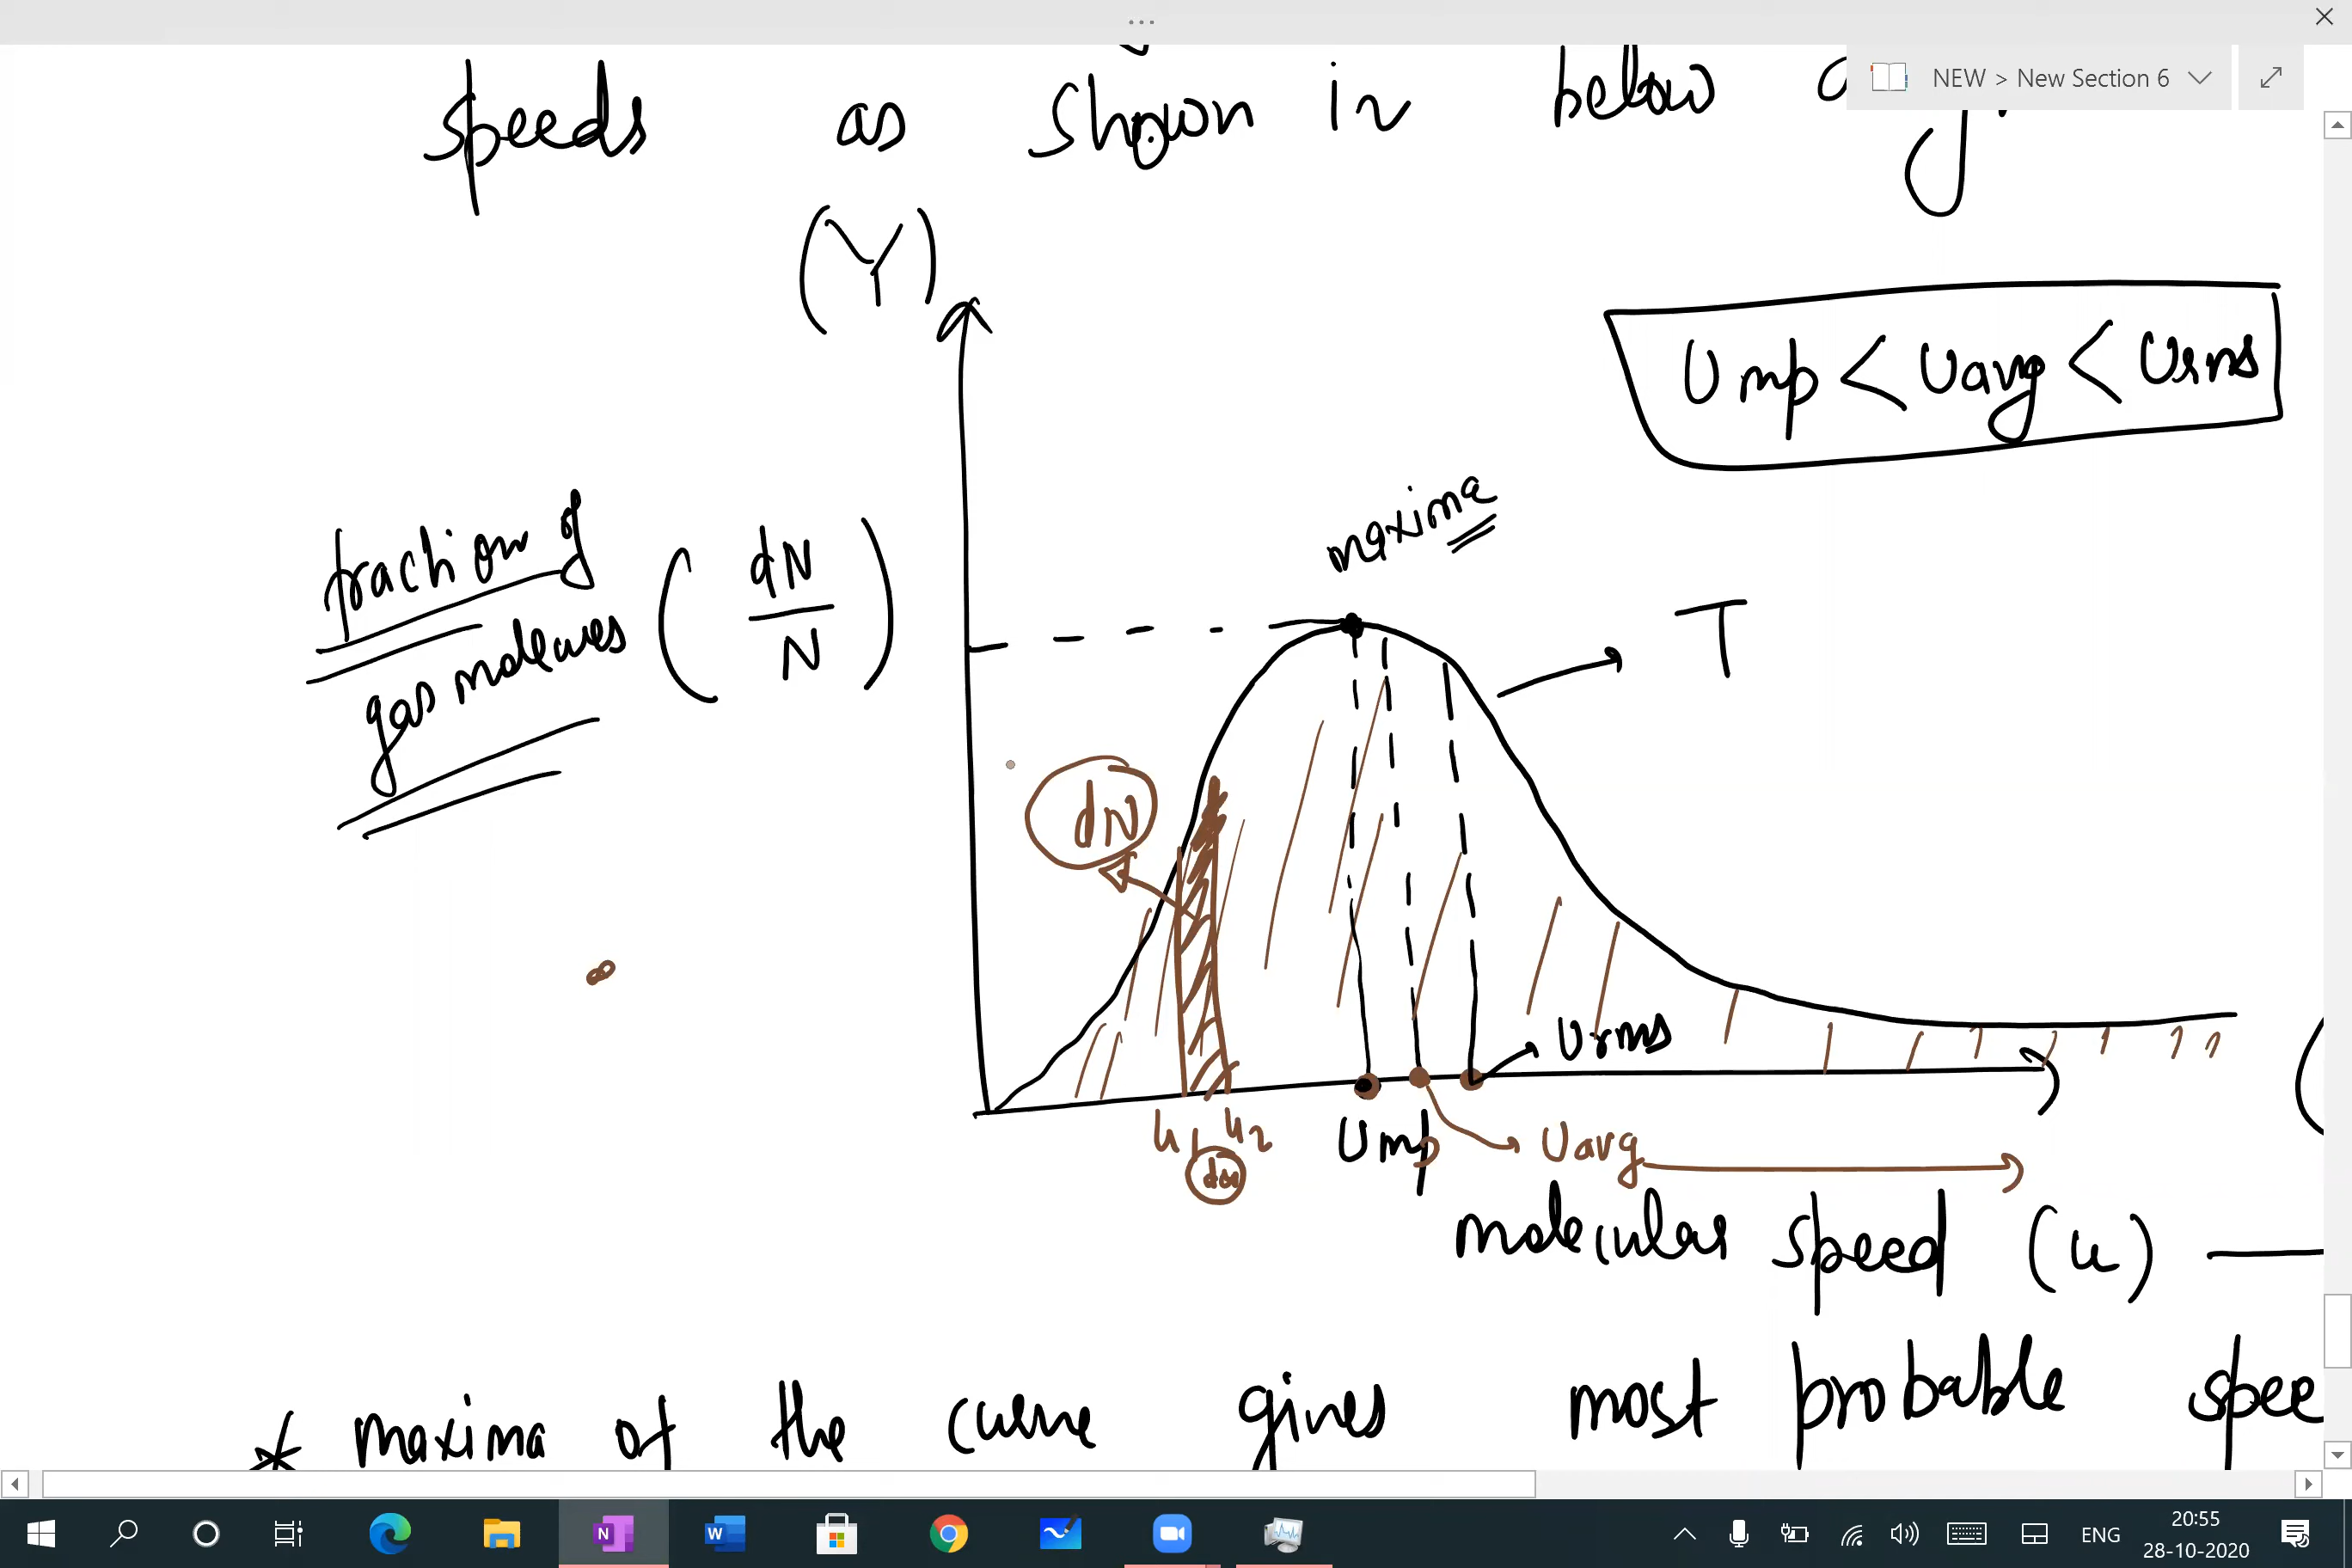 ...
NEW > New Section 6
speeds as shown in below
(Y)
Ump < Uavg < Urms
maxima
fraction of
gas molecules
(dN/N)
T
dN
Urms
u1 u2
du
Ump
Uavg
molecular speed (u)
* maxima of the curve gives most probable spee
ENG
20:55
28-10-2020